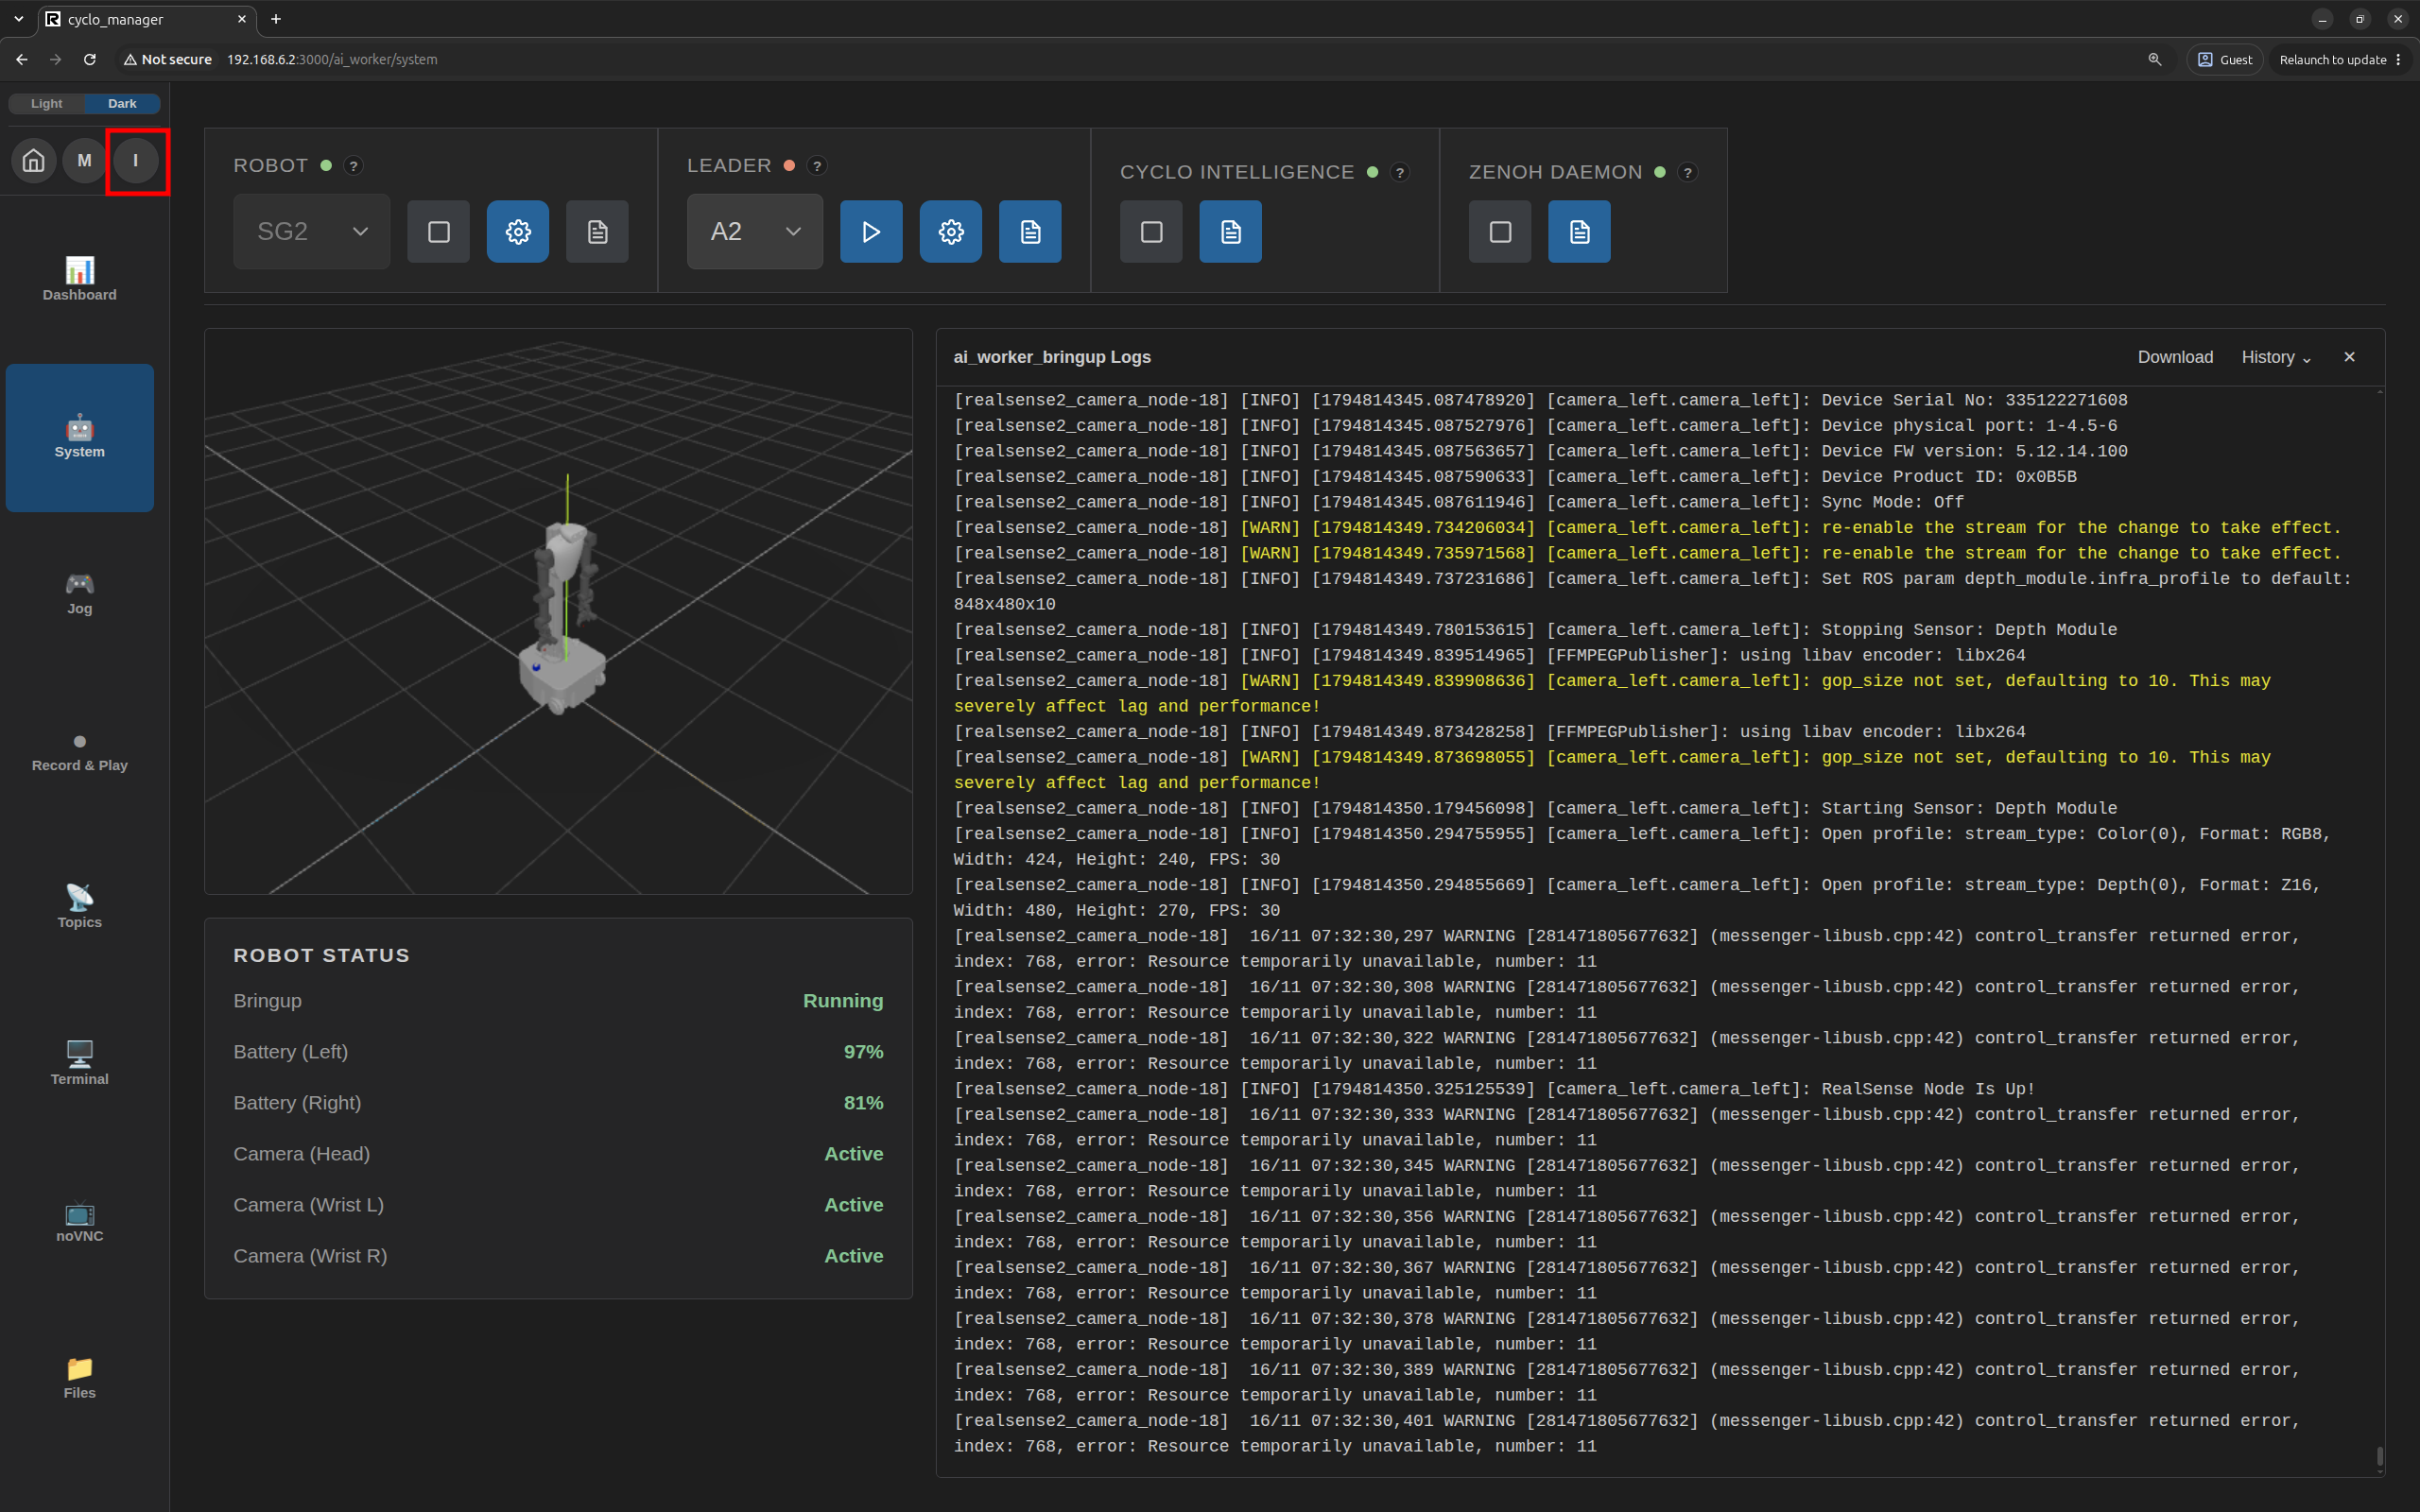 cyclo_manager
Not secure 192.168.6.2:3000/ai_worker/system
Guest
Relaunch to update
Light Dark
M I
Dashboard
System
Jog
Record & Play
Topics
Terminal
noVNC
Files
ROBOT ?
SG2
LEADER ?
A2
CYCLO INTELLIGENCE ?
ZENOH DAEMON ?
ROBOT STATUS
Bringup Running
Battery (Left) 97%
Battery (Right) 81%
Camera (Head) Active
Camera (Wrist L) Active
Camera (Wrist R) Active
ai_worker_bringup Logs Download History
[realsense2_camera_node-18] [INFO] [1794814345.087478920] [camera_left.camera_left]: Device Serial No: 335122271608
[realsense2_camera_node-18] [INFO] [1794814345.087527976] [camera_left.camera_left]: Device physical port: 1-4.5-6
[realsense2_camera_node-18] [INFO] [1794814345.087563657] [camera_left.camera_left]: Device FW version: 5.12.14.100
[realsense2_camera_node-18] [INFO] [1794814345.087590633] [camera_left.camera_left]: Device Product ID: 0x0B5B
[realsense2_camera_node-18] [INFO] [1794814345.087611946] [camera_left.camera_left]: Sync Mode: Off
[realsense2_camera_node-18] [WARN] [1794814349.734206034] [camera_left.camera_left]: re-enable the stream for the change to take effect.
[realsense2_camera_node-18] [WARN] [1794814349.735971568] [camera_left.camera_left]: re-enable the stream for the change to take effect.
[realsense2_camera_node-18] [INFO] [1794814349.737231686] [camera_left.camera_left]: Set ROS param depth_module.infra_profile to default:
848x480x10
[realsense2_camera_node-18] [INFO] [1794814349.780153615] [camera_left.camera_left]: Stopping Sensor: Depth Module
[realsense2_camera_node-18] [INFO] [1794814349.839514965] [FFMPEGPublisher]: using libav encoder: libx264
[realsense2_camera_node-18] [WARN] [1794814349.839908636] [camera_left.camera_left]: gop_size not set, defaulting to 10. This may
severely affect lag and performance!
[realsense2_camera_node-18] [INFO] [1794814349.873428258] [FFMPEGPublisher]: using libav encoder: libx264
[realsense2_camera_node-18] [WARN] [1794814349.873698055] [camera_left.camera_left]: gop_size not set, defaulting to 10. This may
severely affect lag and performance!
[realsense2_camera_node-18] [INFO] [1794814350.179456098] [camera_left.camera_left]: Starting Sensor: Depth Module
[realsense2_camera_node-18] [INFO] [1794814350.294755955] [camera_left.camera_left]: Open profile: stream_type: Color(0), Format: RGB8,
Width: 424, Height: 240, FPS: 30
[realsense2_camera_node-18] [INFO] [1794814350.294855669] [camera_left.camera_left]: Open profile: stream_type: Depth(0), Format: Z16,
Width: 480, Height: 270, FPS: 30
[realsense2_camera_node-18]  16/11 07:32:30,297 WARNING [281471805677632] (messenger-libusb.cpp:42) control_transfer returned error,
index: 768, error: Resource temporarily unavailable, number: 11
[realsense2_camera_node-18]  16/11 07:32:30,308 WARNING [281471805677632] (messenger-libusb.cpp:42) control_transfer returned error,
index: 768, error: Resource temporarily unavailable, number: 11
[realsense2_camera_node-18]  16/11 07:32:30,322 WARNING [281471805677632] (messenger-libusb.cpp:42) control_transfer returned error,
index: 768, error: Resource temporarily unavailable, number: 11
[realsense2_camera_node-18] [INFO] [1794814350.325125539] [camera_left.camera_left]: RealSense Node Is Up!
[realsense2_camera_node-18]  16/11 07:32:30,333 WARNING [281471805677632] (messenger-libusb.cpp:42) control_transfer returned error,
index: 768, error: Resource temporarily unavailable, number: 11
[realsense2_camera_node-18]  16/11 07:32:30,345 WARNING [281471805677632] (messenger-libusb.cpp:42) control_transfer returned error,
index: 768, error: Resource temporarily unavailable, number: 11
[realsense2_camera_node-18]  16/11 07:32:30,356 WARNING [281471805677632] (messenger-libusb.cpp:42) control_transfer returned error,
index: 768, error: Resource temporarily unavailable, number: 11
[realsense2_camera_node-18]  16/11 07:32:30,367 WARNING [281471805677632] (messenger-libusb.cpp:42) control_transfer returned error,
index: 768, error: Resource temporarily unavailable, number: 11
[realsense2_camera_node-18]  16/11 07:32:30,378 WARNING [281471805677632] (messenger-libusb.cpp:42) control_transfer returned error,
index: 768, error: Resource temporarily unavailable, number: 11
[realsense2_camera_node-18]  16/11 07:32:30,389 WARNING [281471805677632] (messenger-libusb.cpp:42) control_transfer returned error,
index: 768, error: Resource temporarily unavailable, number: 11
[realsense2_camera_node-18]  16/11 07:32:30,401 WARNING [281471805677632] (messenger-libusb.cpp:42) control_transfer returned error,
index: 768, error: Resource temporarily unavailable, number: 11